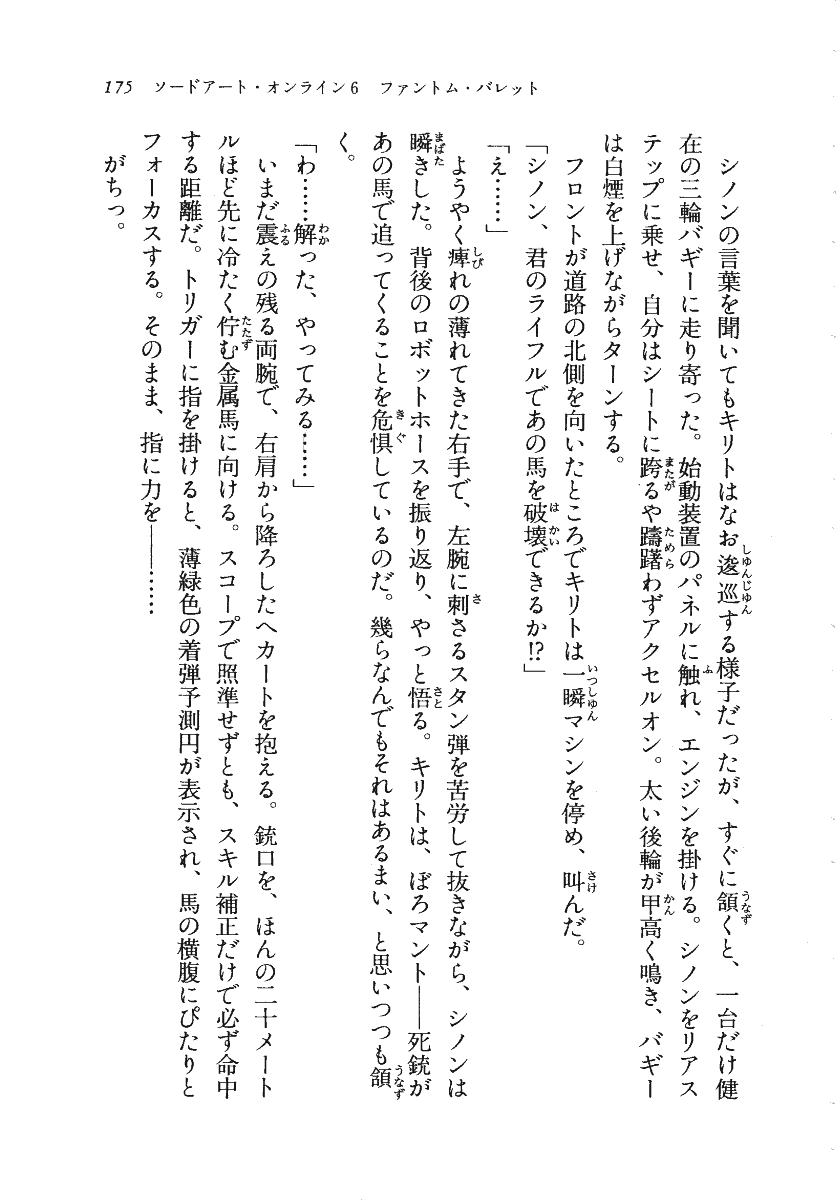 175 ソードアート・オンライン6 ファントム・バレット
シノンの言葉を聞いてもキリトはなお逡巡する様子だったが、すぐに頷くと、一台だけ健
在の三輪バギーに走り寄った。始動装置のパネルに触れ、エンジンを掛ける。シノンをリアス
テップに乗せ、自分はシートに跨るや躊躇わずアクセルオン。太い後輪が甲高く鳴き、バギー
は白煙を上げながらターンする。
フロントが道路の北側を向いたところでキリトは一瞬マシンを停め、叫んだ。
「シノン、君のライフルであの馬を破壊できるか!?」
「え……」
ようやく痺れの薄れてきた右手で、左腕に刺さるスタン弾を苦労して抜きながら、シノンは
瞬きした。背後のロボットホースを振り返り、やっと悟る。キリトは、ぼろマント――死銃が
あの馬で追ってくることを危惧しているのだ。幾らなんでもそれはあるまい、と思いつつも頷
く。
「わ……解った、やってみる……」
いまだ震えの残る両腕で、右肩から降ろしたヘカートを抱える。銃口を、ほんの二十メート
ルほど先に冷たく佇む金属馬に向ける。スコープで照準せずとも、スキル補正だけで必ず命中
する距離だ。トリガーに指を掛けると、薄緑色の着弾予測円が表示され、馬の横腹にぴたりと
フォーカスする。そのまま、指に力を――……
がちっ。